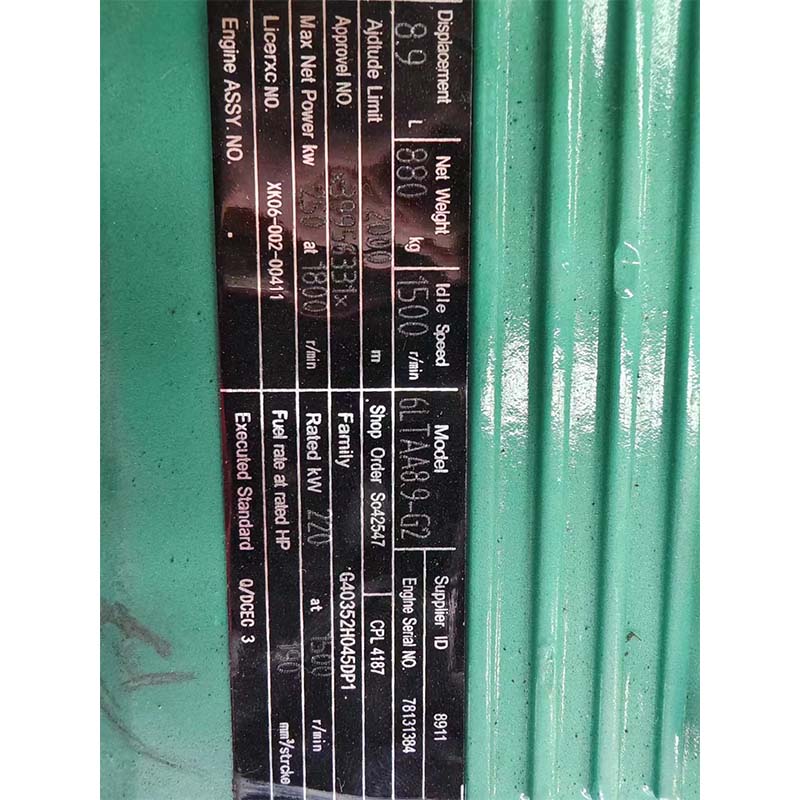 Displacement Net Weight Idle Speed Model Supplier ID 8911
8.9 L 880 kg 1500 r/min 6LTAA8.9-G2 Engine Serial NO. 78131384
Ajdtude Limit 2000 m Shop Order So42547 CPL 4187
Approvel NO. Family G40352H045DP1
Max Net Power kw 250 at 1800 r/min Rated kW 220 at 1500 r/min
Licerxc NO. XK06-002-00411 Fuel rate at rated HP mm³/strcke
Engine ASSY. NO. Executed Standard Q/DCEC 3